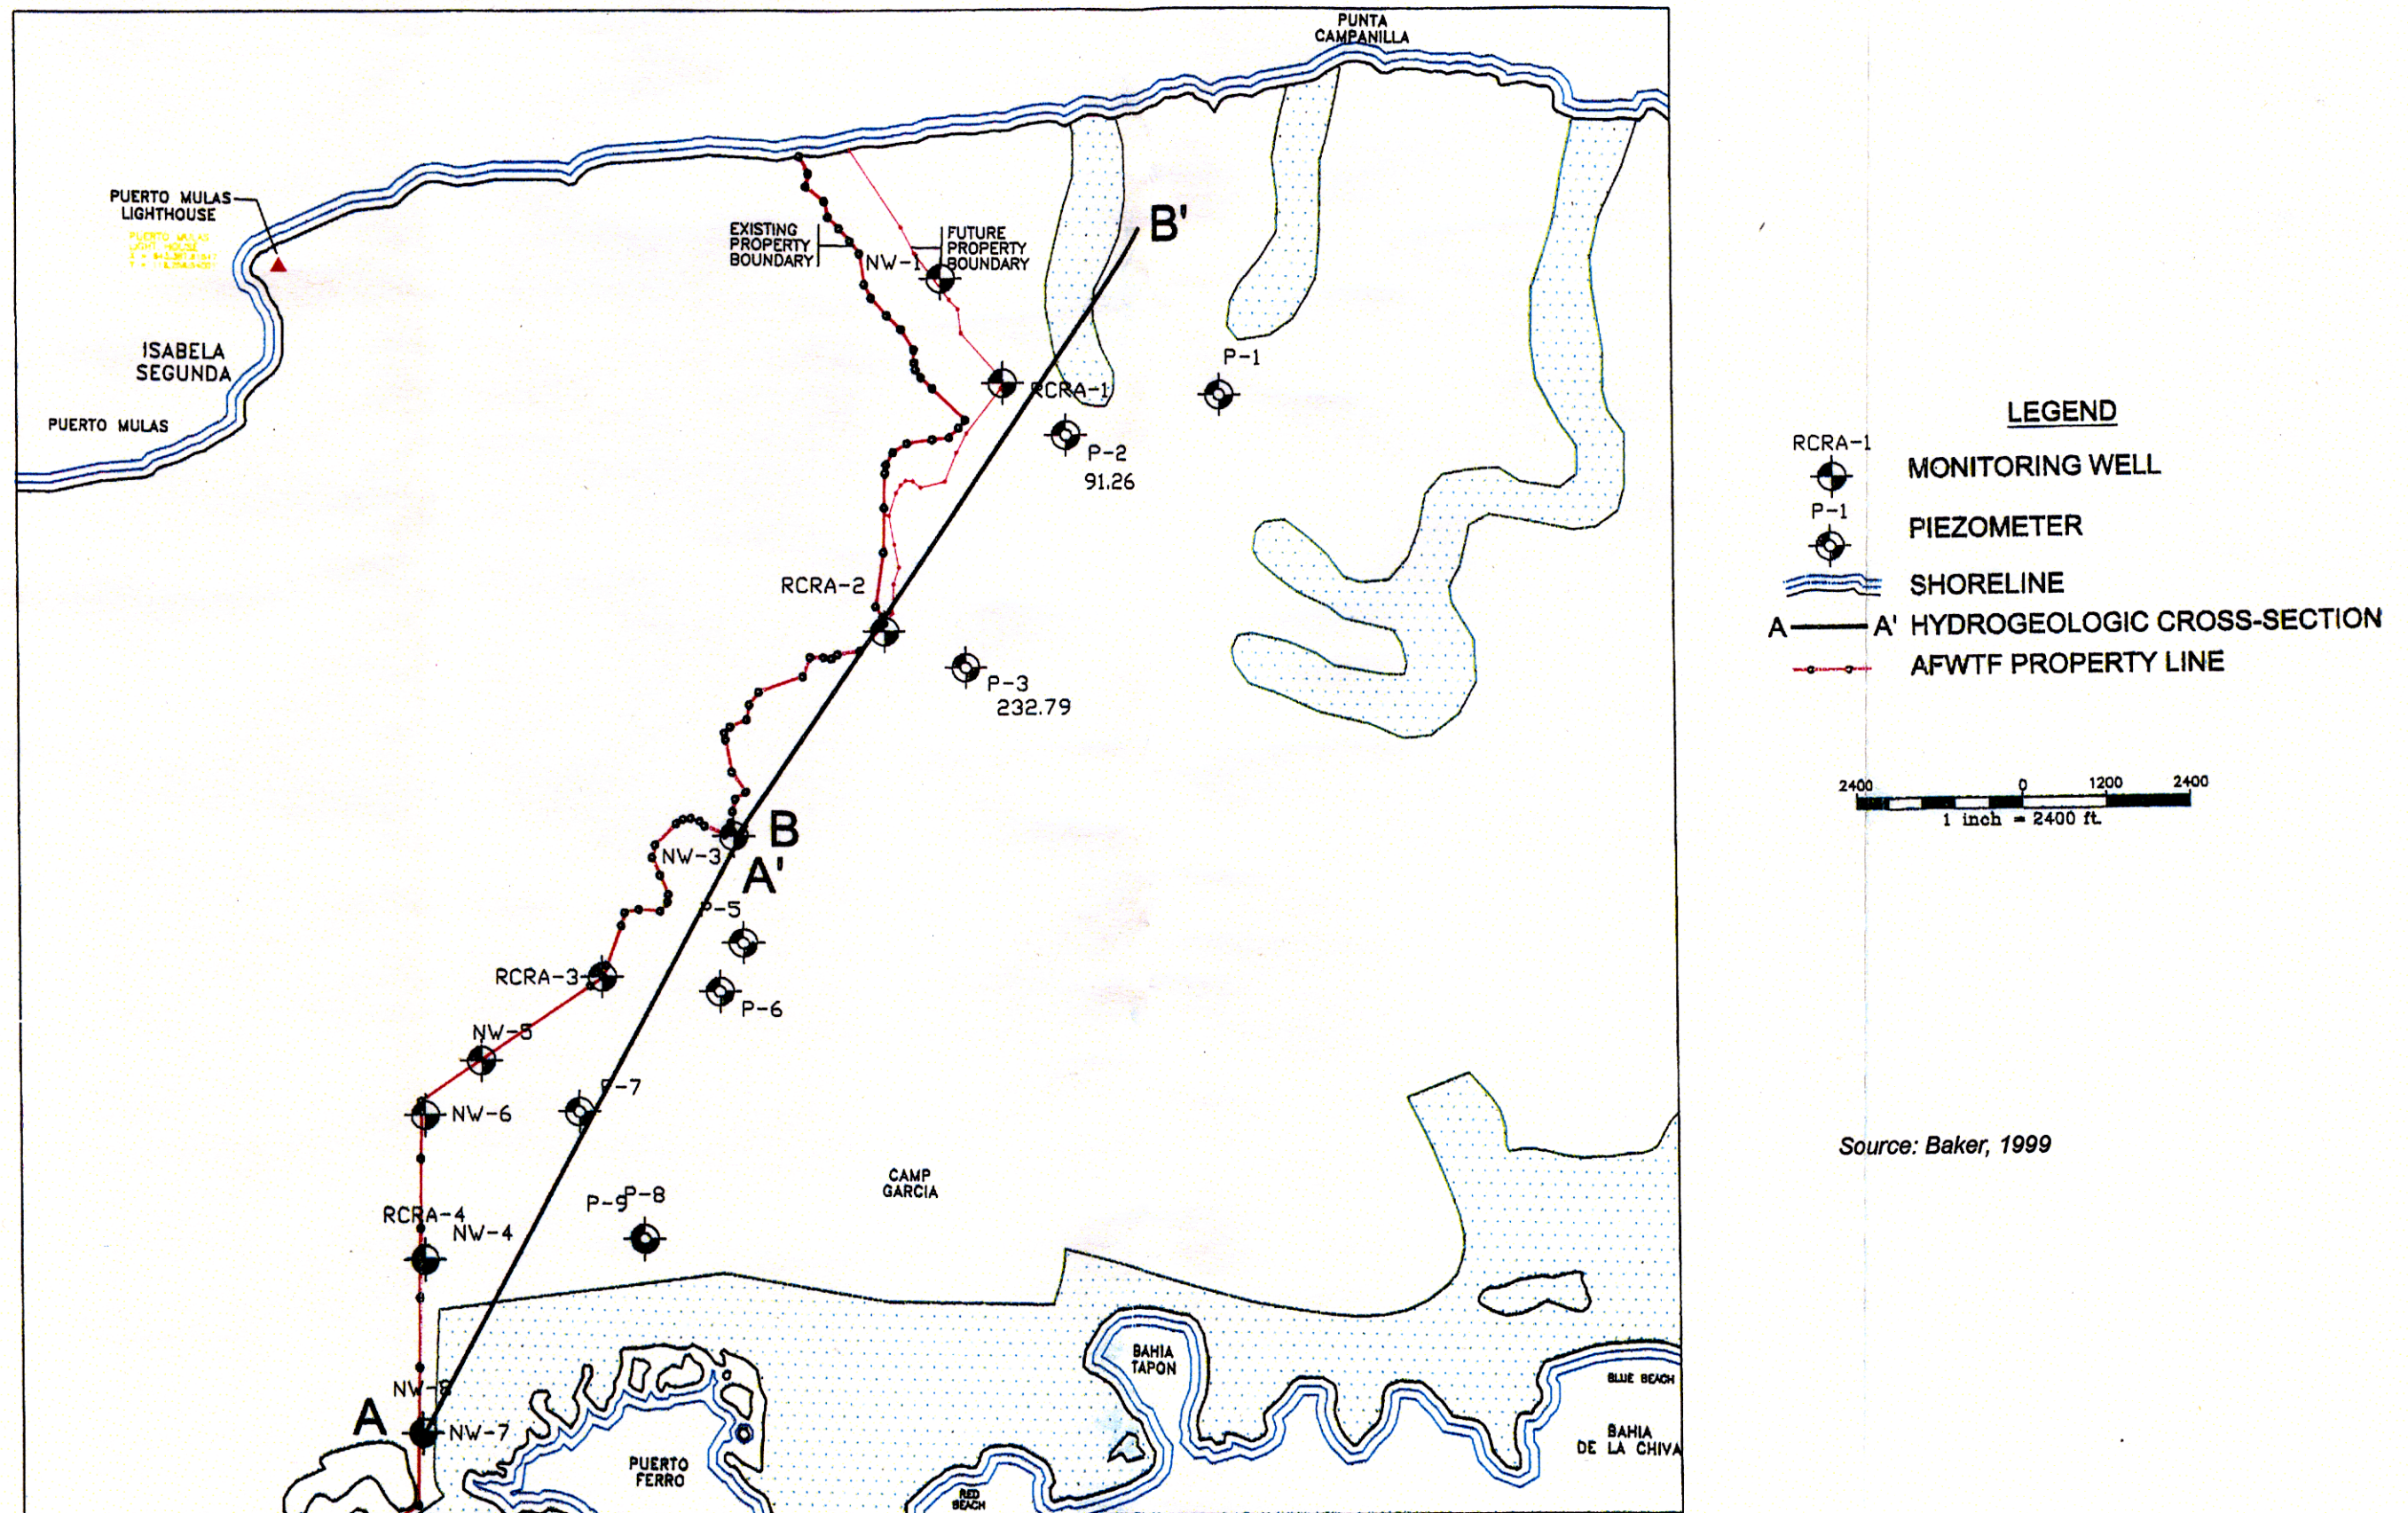 PUNTA
CAMPANILLA
PUERTO MULAS
LIGHTHOUSE
PUERTO MULAS
LIGHT HOUSE
ISABELA
SEGUNDA
PUERTO MULAS
EXISTING
PROPERTY
BOUNDARY
FUTURE
PROPERTY
BOUNDARY
NW-1
B'
RCRA-1
P-1
P-2
91.26
RCRA-2
P-3
232.79
B
NW-3
A'
P-5
RCRA-3
P-6
NW-5
P-7
NW-6
CAMP
GARCIA
P-9
P-8
RCRA-4
NW-4
NW-8
A
NW-7
PUERTO
FERRO
RED
BEACH
BAHIA
TAPON
BLUE BEACH
BAHIA
DE LA CHIVA
LEGEND
RCRA-1
MONITORING WELL
P-1
PIEZOMETER
SHORELINE
A A' HYDROGEOLOGIC CROSS-SECTION
AFWTF PROPERTY LINE
2400 0 1200 2400
1 inch = 2400 ft.
Source: Baker, 1999